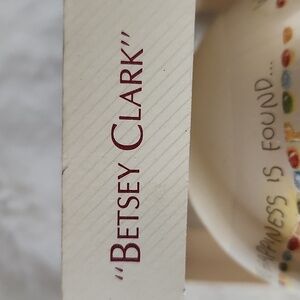 "BETSEY CLARK"
HAPPINESS IS FOUND...